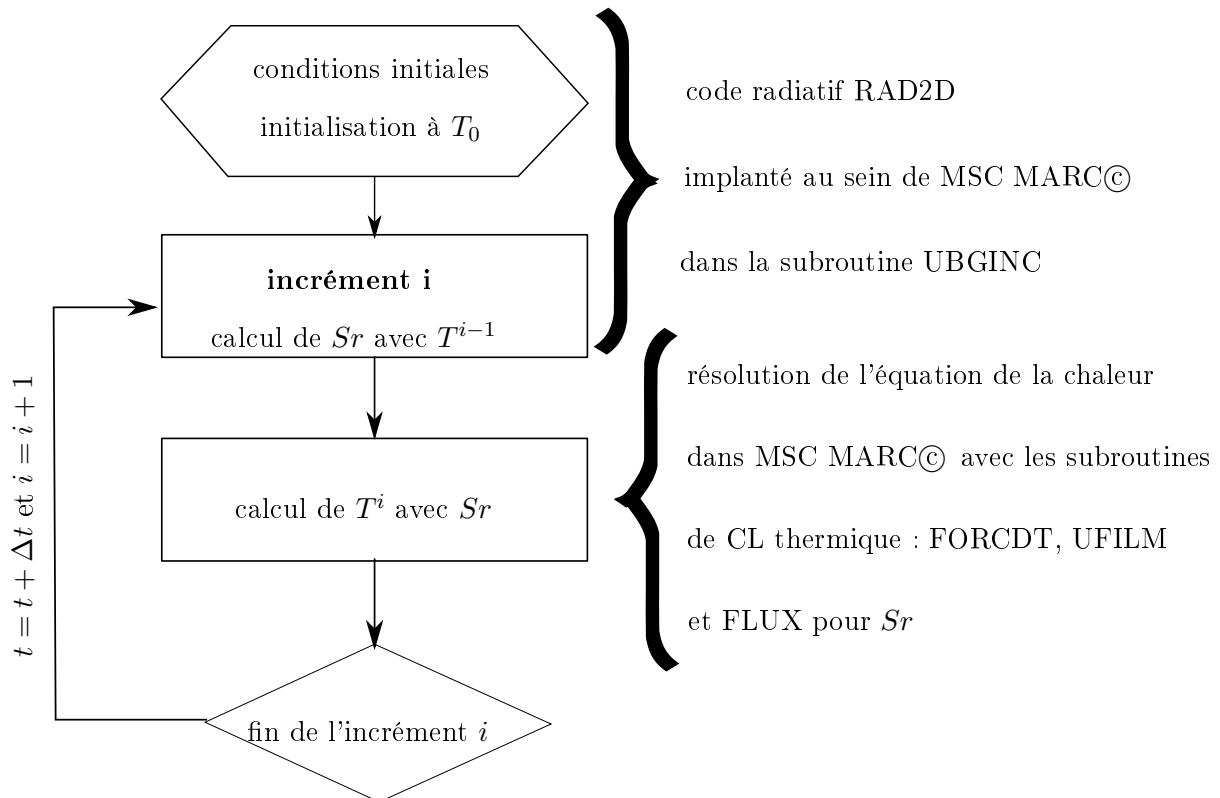 conditions initiales
initialisation à T_0
code radiatif RAD2D
implanté au sein de MSC MARC©
dans la subroutine UBGINC
incrément i
calcul de Sr avec T^{i−1}
résolution de l'équation de la chaleur
dans MSC MARC© avec les subroutines
de CL thermique : FORCDT, UFILM
et FLUX pour Sr
calcul de T^i avec Sr
t = t + Δt et i = i + 1
fin de l'incrément i